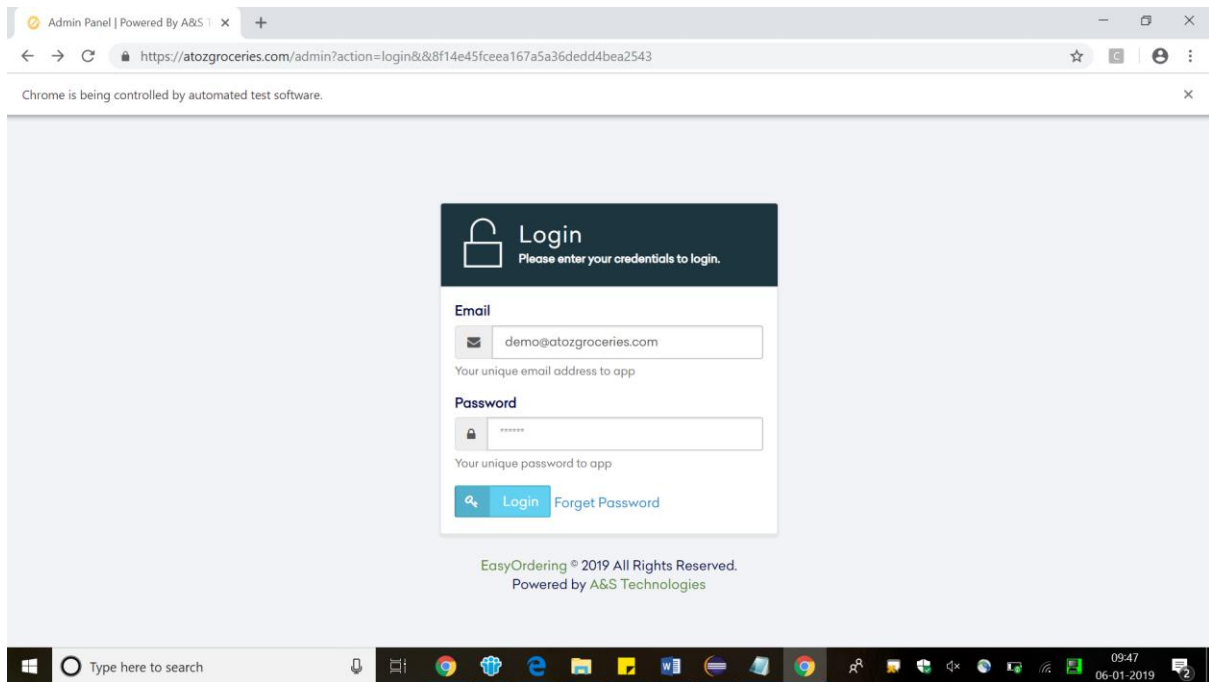 Admin Panel | Powered By A&S T
https://atozgroceries.com/admin?action=login&&8f14e45fceea167a5a36dedd4bea2543
Chrome is being controlled by automated test software.
Login
Please enter your credentials to login.
Email
demo@atozgroceries.com
Your unique email address to app
Password
******
Your unique password to app
Login Forget Password
EasyOrdering © 2019 All Rights Reserved.
Powered by A&S Technologies
Type here to search
09:47
06-01-2019
2